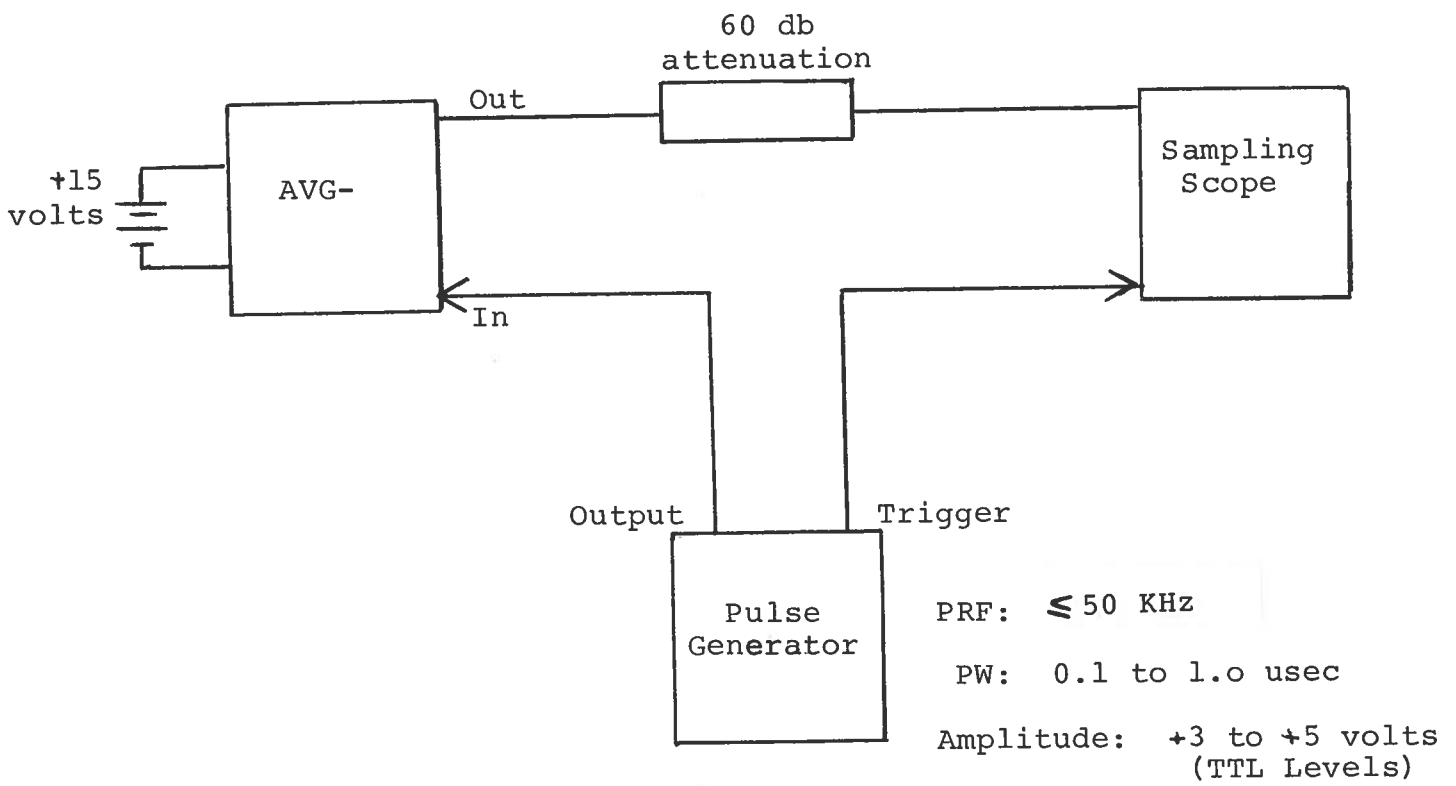 60 db
attenuation
Out
+15
volts
AVG-
Sampling
Scope
In
Output
Trigger
Pulse
Generator
PRF: ≤ 50 KHz
PW: 0.1 to 1.o usec
Amplitude: +3 to +5 volts
(TTL Levels)